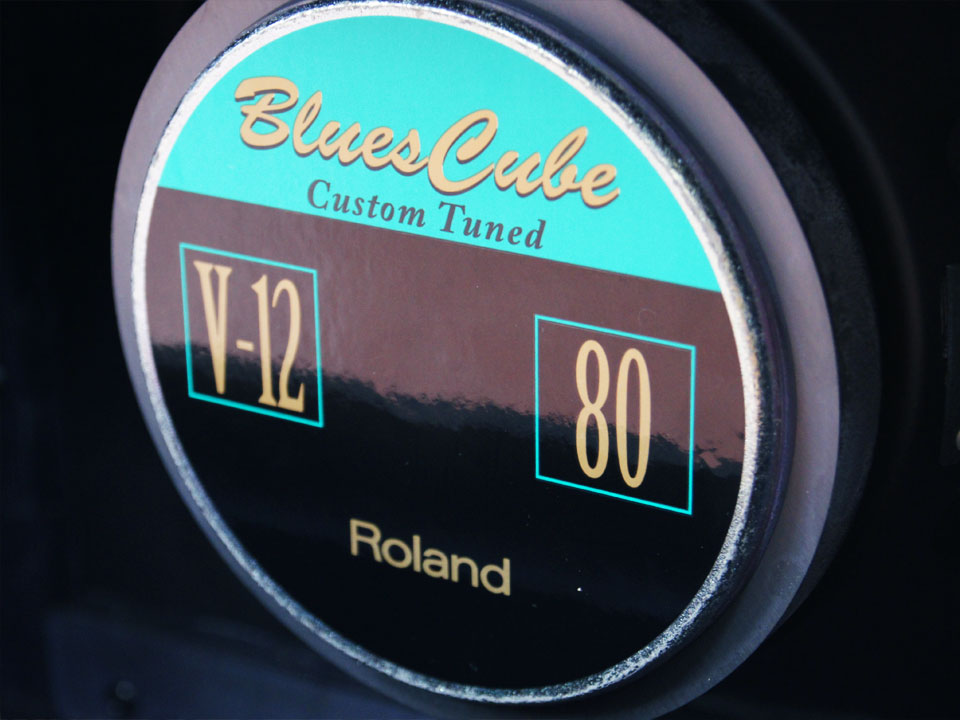 BluesCube
Custom Tuned
V-12
80
Roland